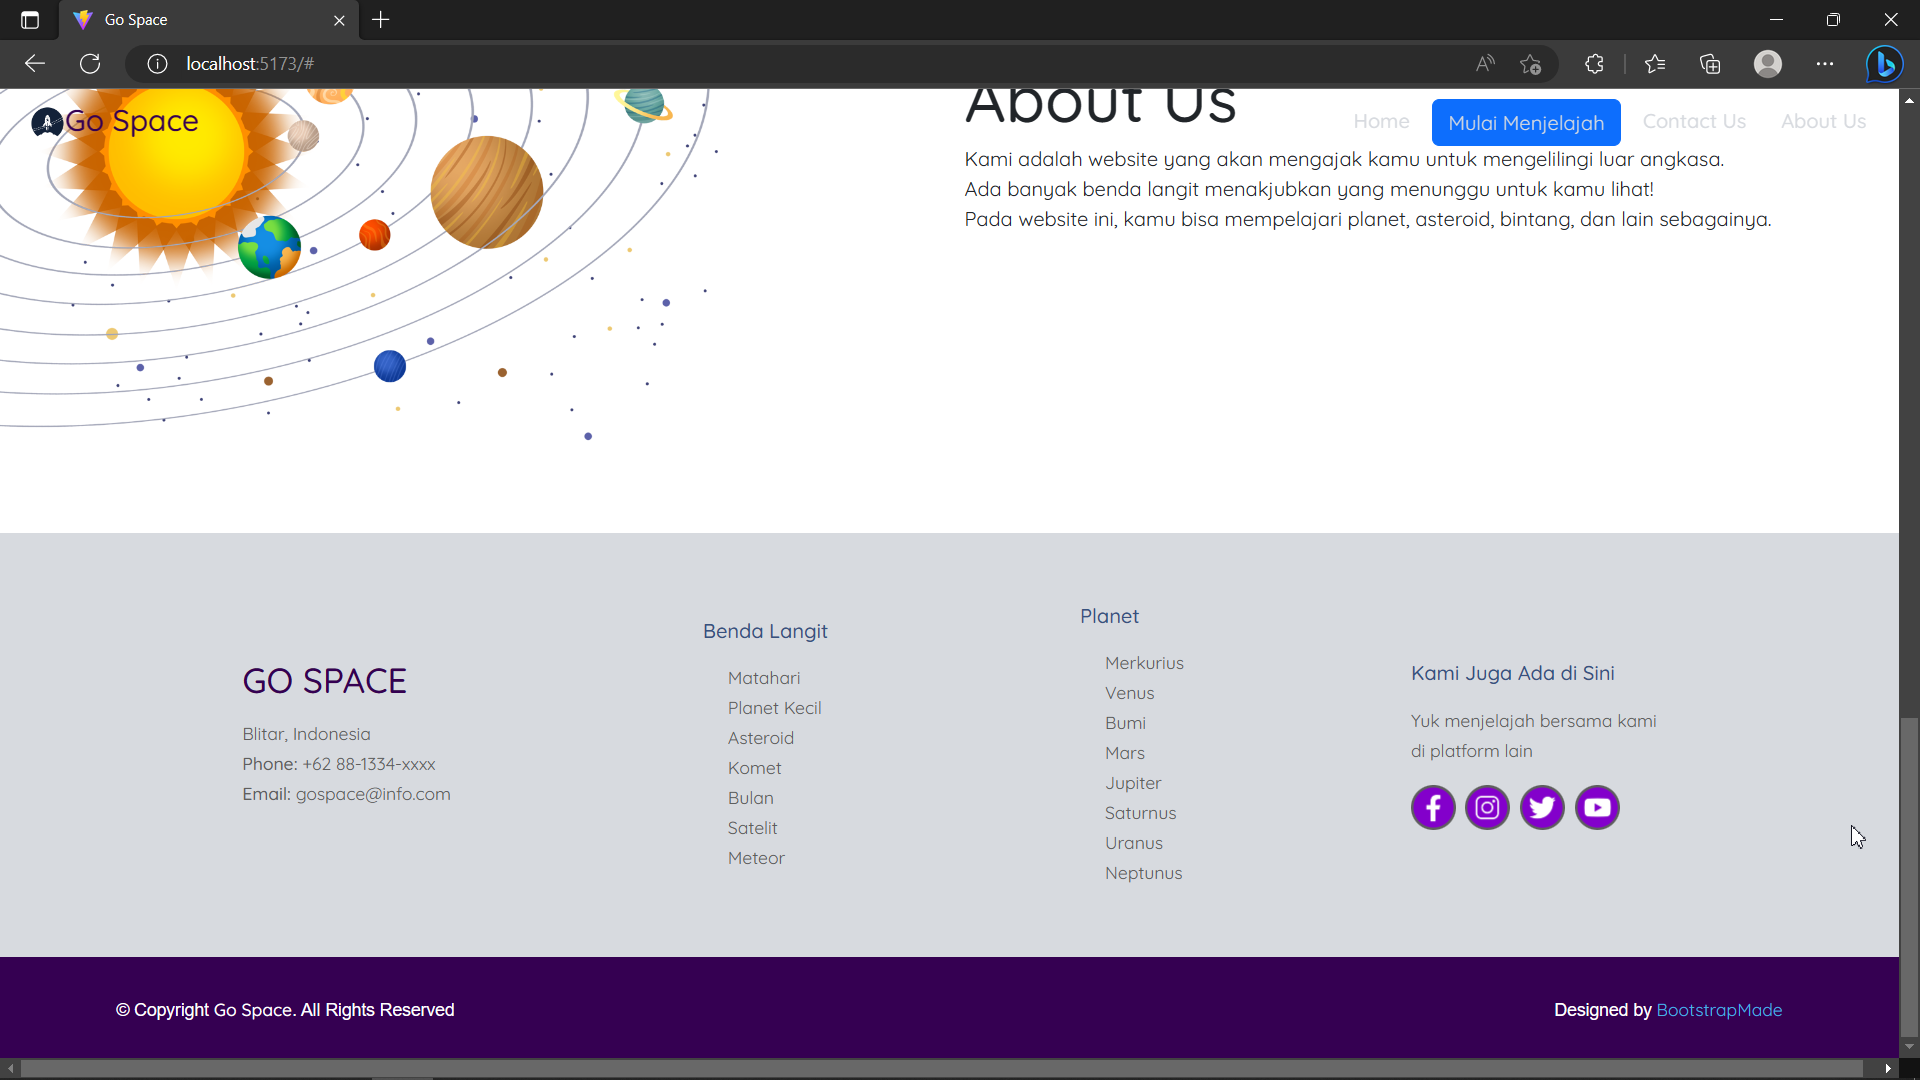 Go Space
localhost:5173/#
Go Space
Home
Mulai Menjelajah
Contact Us
About Us
About Us
Kami adalah website yang akan mengajak kamu untuk mengelilingi luar angkasa.
Ada banyak benda langit menakjubkan yang menunggu untuk kamu lihat!
Pada website ini, kamu bisa mempelajari planet, asteroid, bintang, dan lain sebagainya.
GO SPACE
Blitar, Indonesia
Phone: +62 88-1334-xxxx
Email: gospace@info.com
Benda Langit
Matahari
Planet Kecil
Asteroid
Komet
Bulan
Satelit
Meteor
Planet
Merkurius
Venus
Bumi
Mars
Jupiter
Saturnus
Uranus
Neptunus
Kami Juga Ada di Sini
Yuk menjelajah bersama kami
di platform lain
© Copyright Go Space. All Rights Reserved
Designed by BootstrapMade